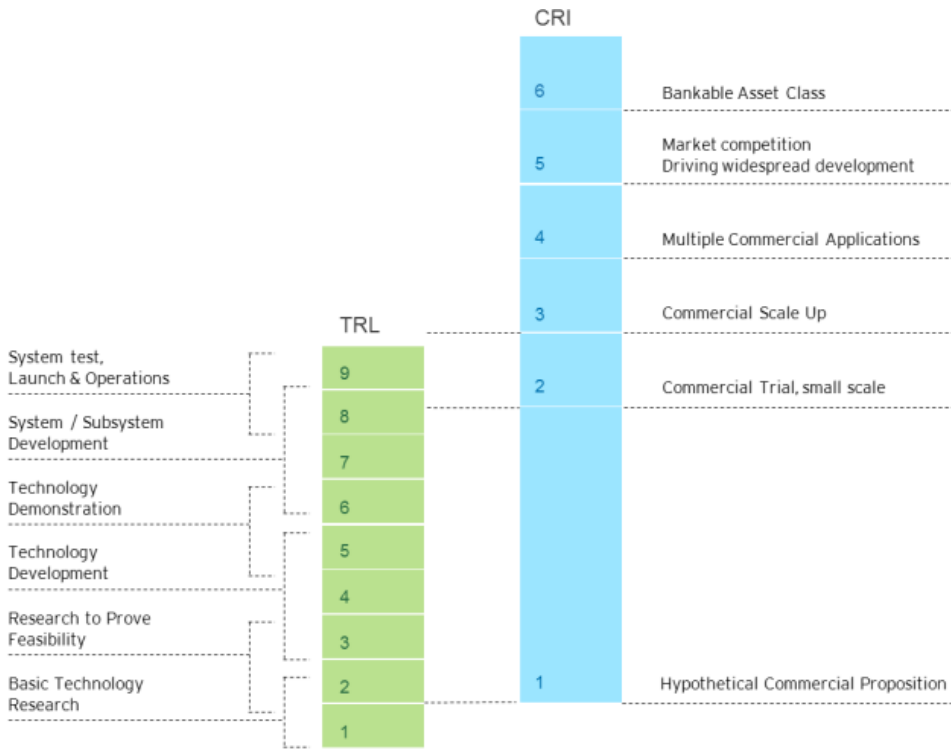 CRI
6
Bankable Asset Class
5
Market competition
Driving widespread development
4
Multiple Commercial Applications
3
Commercial Scale Up
2
Commercial Trial, small scale
1
Hypothetical Commercial Proposition
TRL
9
8
7
6
5
4
3
2
1
System test,
Launch & Operations
System / Subsystem
Development
Technology
Demonstration
Technology
Development
Research to Prove
Feasibility
Basic Technology
Research